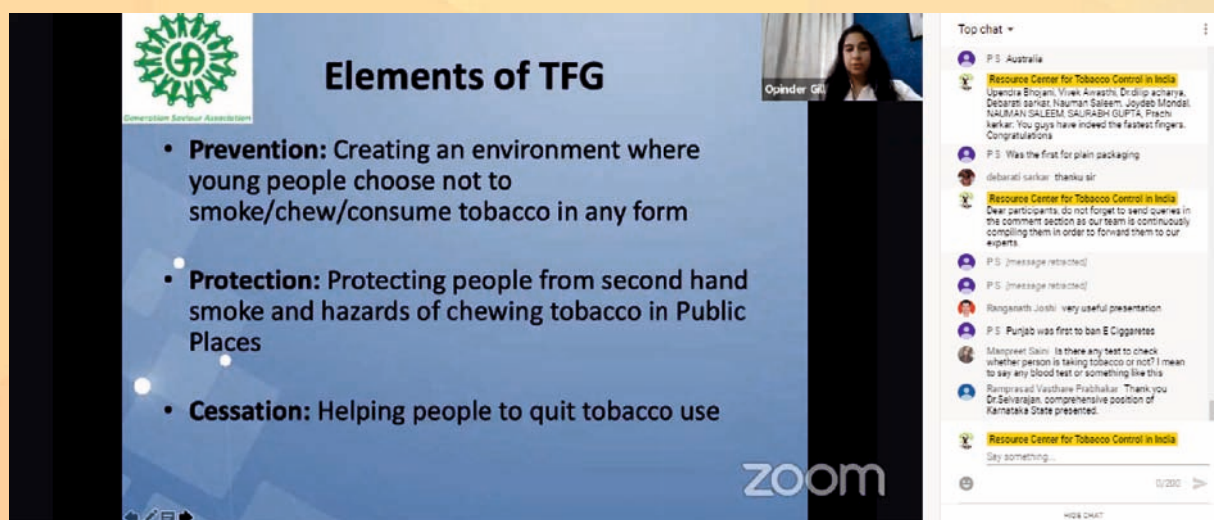 Generation Saviour Association
Elements of TFG
Opinder Gill
• Prevention: Creating an environment where
young people choose not to
smoke/chew/consume tobacco in any form
• Protection: Protecting people from second hand
smoke and hazards of chewing tobacco in Public
Places
• Cessation: Helping people to quit tobacco use
zoom
Top chat
P S Australia
Resource Center for Tobacco Control in India
Upendra Bhojani, Vivek Awasthi, Dr.dilip acharya,
Debarati sarkar, Nauman Saleem, Joydeb Mondal,
NAUMAN SALEEM, SAURABH GUPTA, Prachi
kerkar: You guys have indeed the fastest fingers.
Congratulations
P S Was the first for plain packaging
debarati sarkar thanku sir
Resource Center for Tobacco Control in India
Dear participants, do not forget to send queries in
the comment section as our team is continuously
compiling them in order to forward them to our
experts.
P S [message retracted]
P S [message retracted]
Ranganath Joshi very useful presentation
P S Punjab was first to ban E Ciggaretes
Manpreet Saini Is there any test to check
whether person is taking tobacco or not? I mean
to say any blood test or something like this
Ramprasad Vasthare Prabhakar Thank you
Dr.Selvarajan, comprehensive position of
Karnataka State presented.
Resource Center for Tobacco Control in India
Say something...
0/200
HIDE CHAT